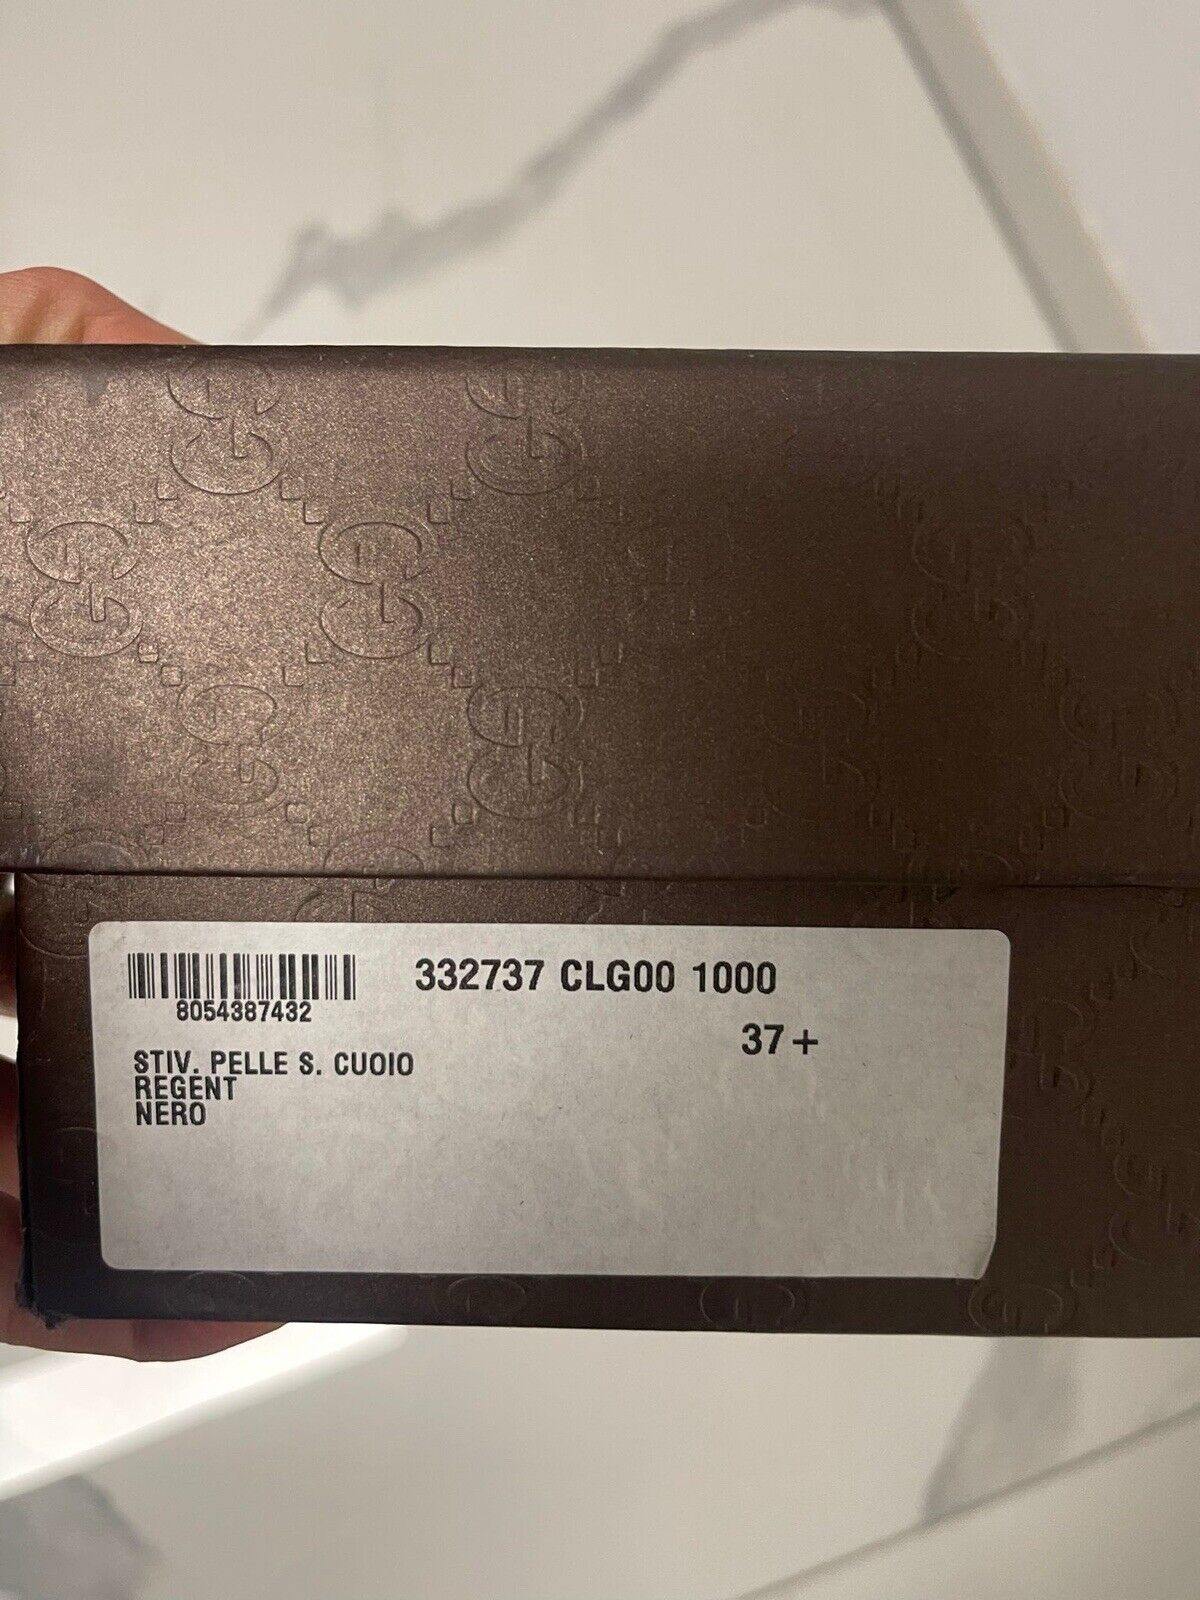 332737 CLG00 1000
8054387432
37+
STIV. PELLE S. CUOIO
REGENT
NERO